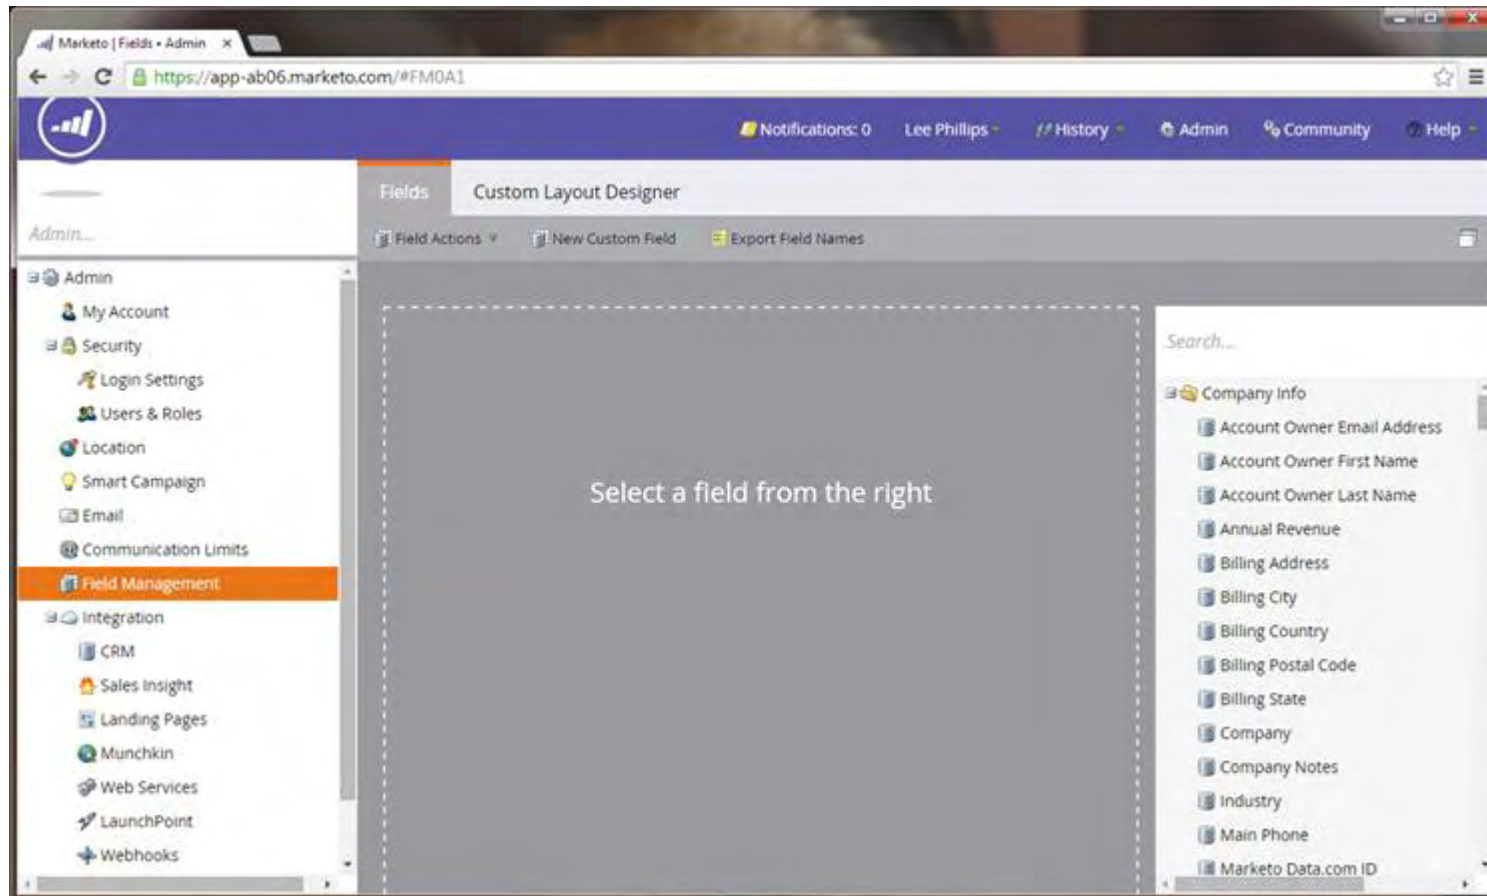 Marketo | Fields • Admin
https://app-ab06.marketo.com/#FM0A1
Notifications: 0 Lee Phillips History Admin Community Help
Fields Custom Layout Designer
Admin...
Field Actions New Custom Field Export Field Names
Admin
My Account
Security
Login Settings
Users & Roles
Location
Smart Campaign
Email
Communication Limits
Field Management
Integration
CRM
Sales Insight
Landing Pages
Munchkin
Web Services
LaunchPoint
Webhooks
Select a field from the right
Search...
Company Info
Account Owner Email Address
Account Owner First Name
Account Owner Last Name
Annual Revenue
Billing Address
Billing City
Billing Country
Billing Postal Code
Billing State
Company
Company Notes
Industry
Main Phone
Marketo Data.com ID